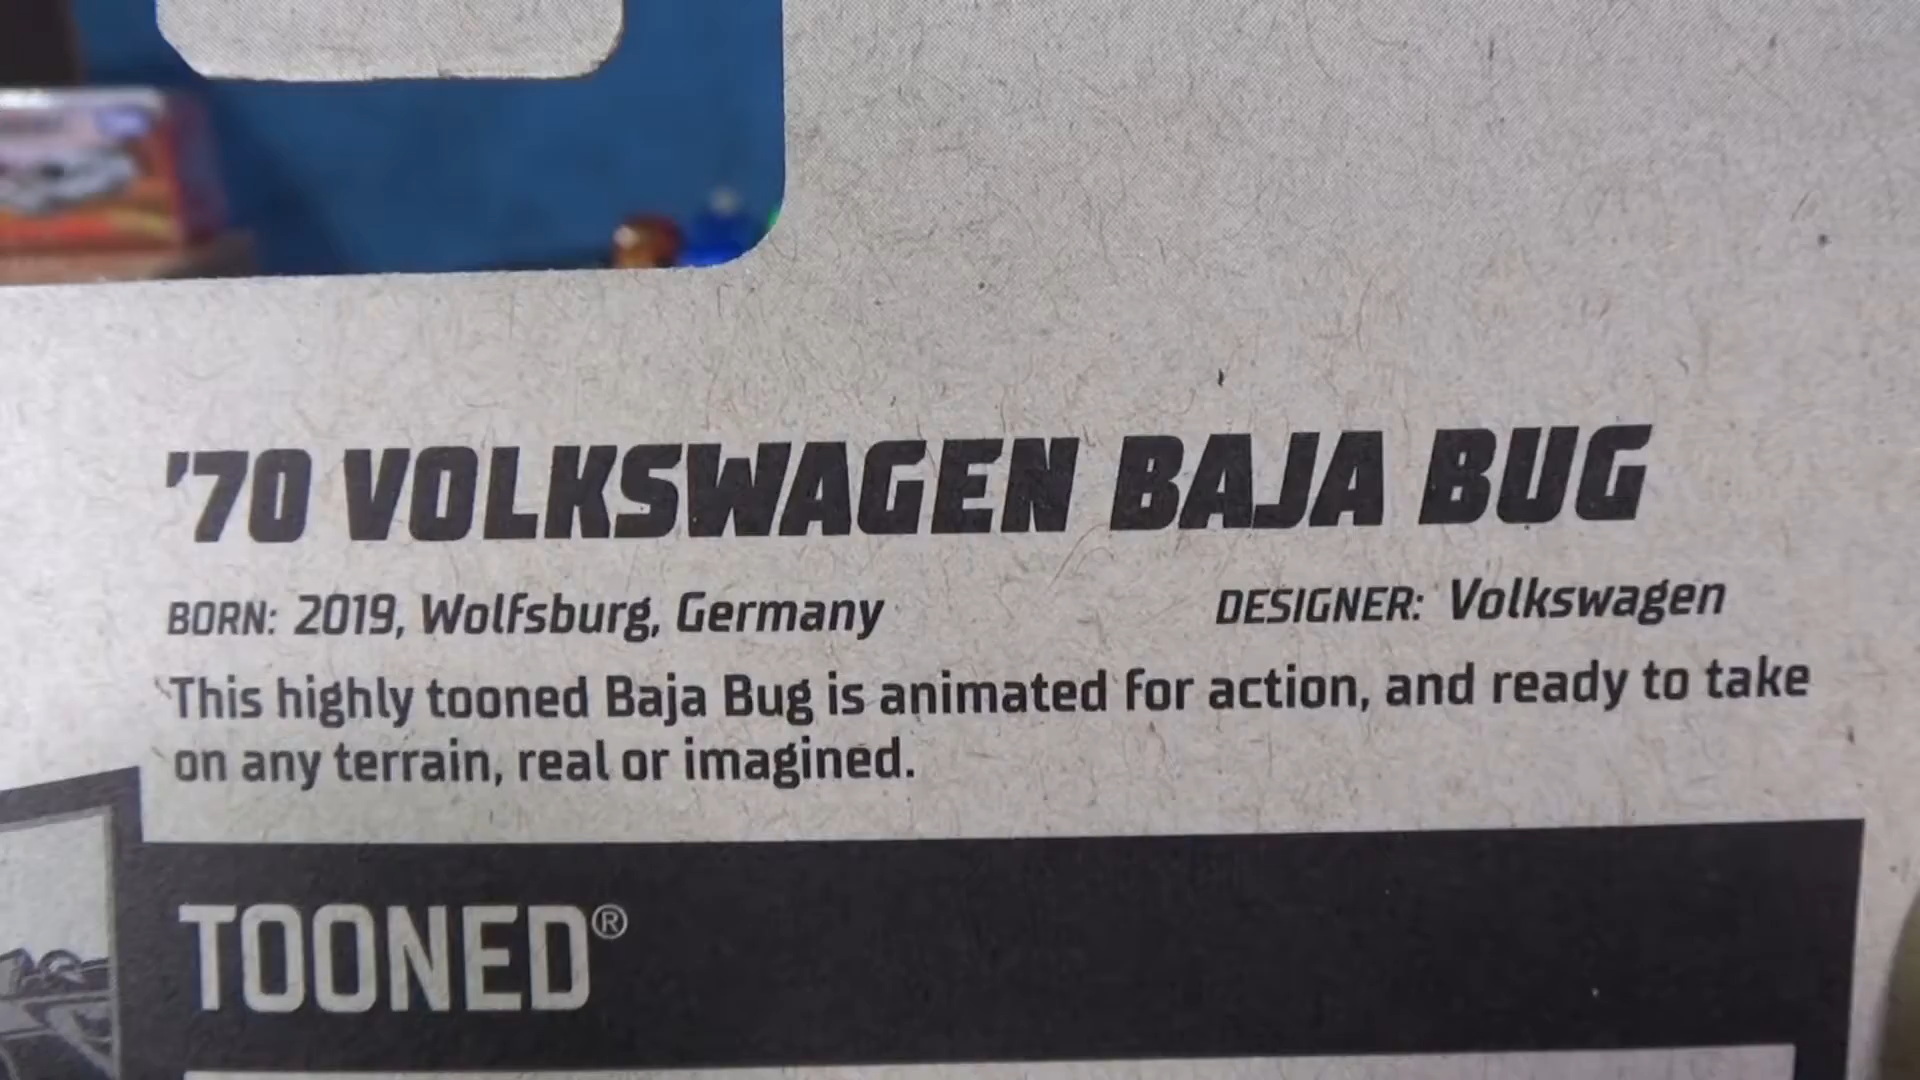 '70 VOLKSWAGEN BAJA BUG
BORN: 2019, Wolfsburg, Germany DESIGNER: Volkswagen
This highly tooned Baja Bug is animated for action, and ready to take
on any terrain, real or imagined.
TOONED®